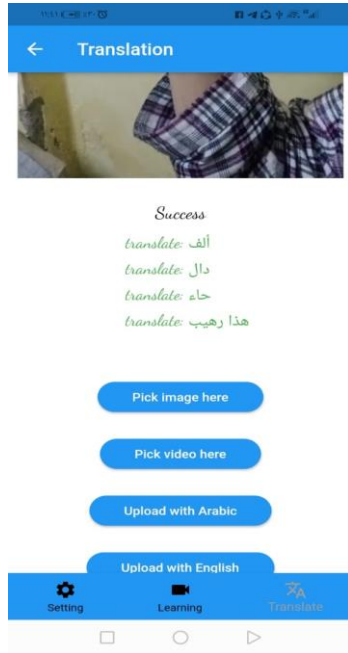 Translation
Success
translate: ألف
translate: دال
translate: حاء
translate: هذا رهيب
Pick image here
Pick video here
Upload with Arabic
Upload with English
Setting Learning Translate